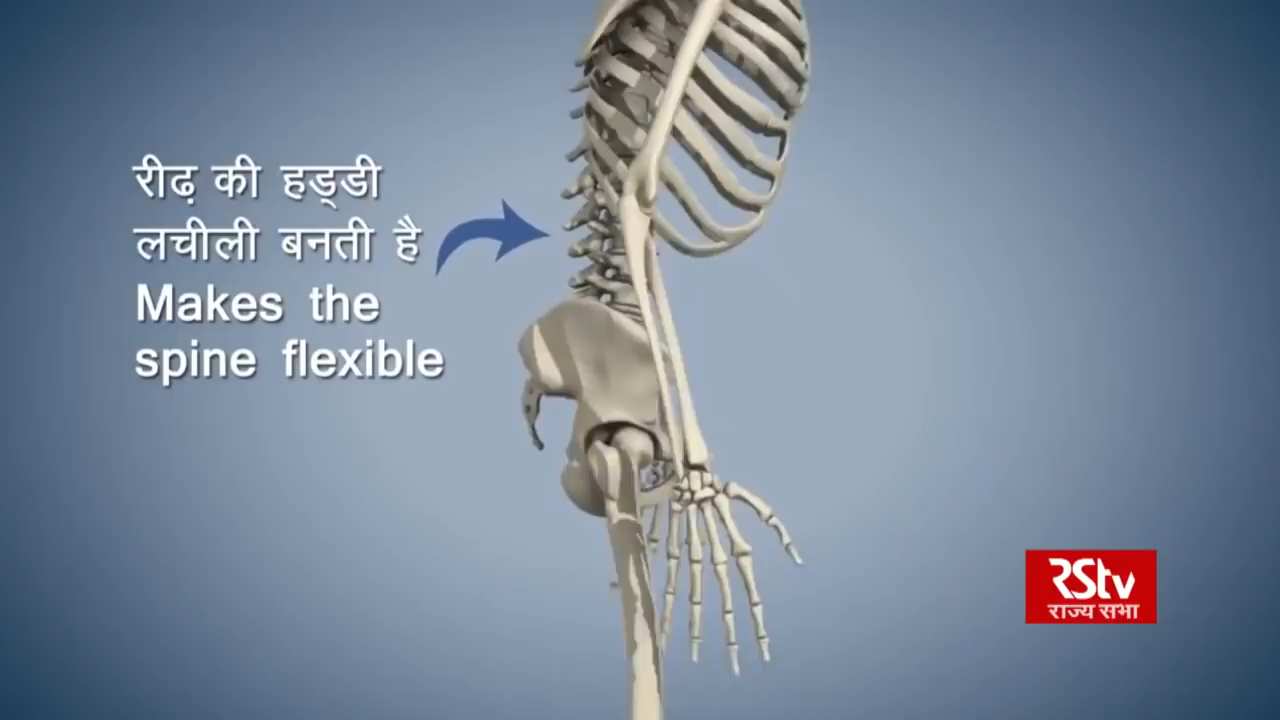 रीढ़ की हड्डी
लचीली बनती है
Makes the
spine flexible
RStv
राज्य सभा